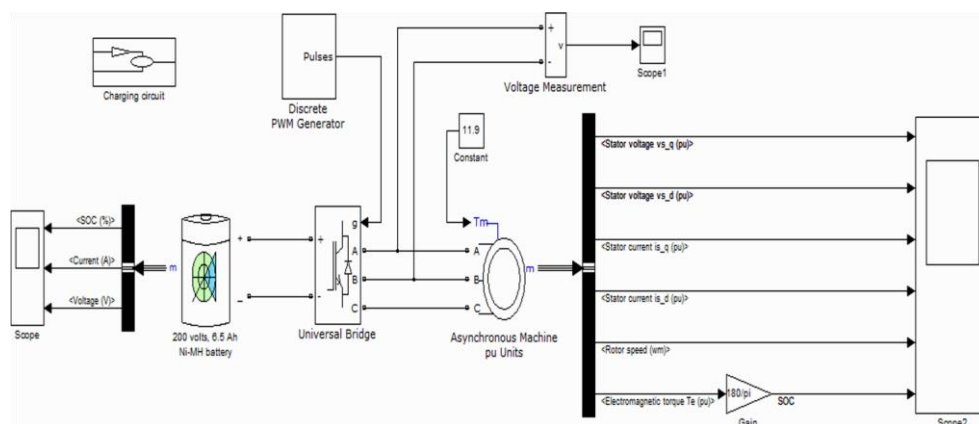 Pulses
Discrete
PWM Generator
Charging circuit
+
-
v
Voltage Measurement
Scope1
11.9
Constant
<Stator voltage vs_q (pu)>
<Stator voltage vs_d (pu)>
<Stator current is_q (pu)>
<Stator current is_d (pu)>
<Rotor speed (wm)>
<Electromagnetic torque Te (pu)>
180/pi
Gain
SOC
Scope2
<SOC (%)>
<Current (A)>
<Voltage (V)>
Scope
m
+
_
200 volts, 6.5 Ah
Ni-MH battery
g
+
-
A
B
C
Universal Bridge
Tm
A
B
C
m
Asynchronous Machine
pu Units